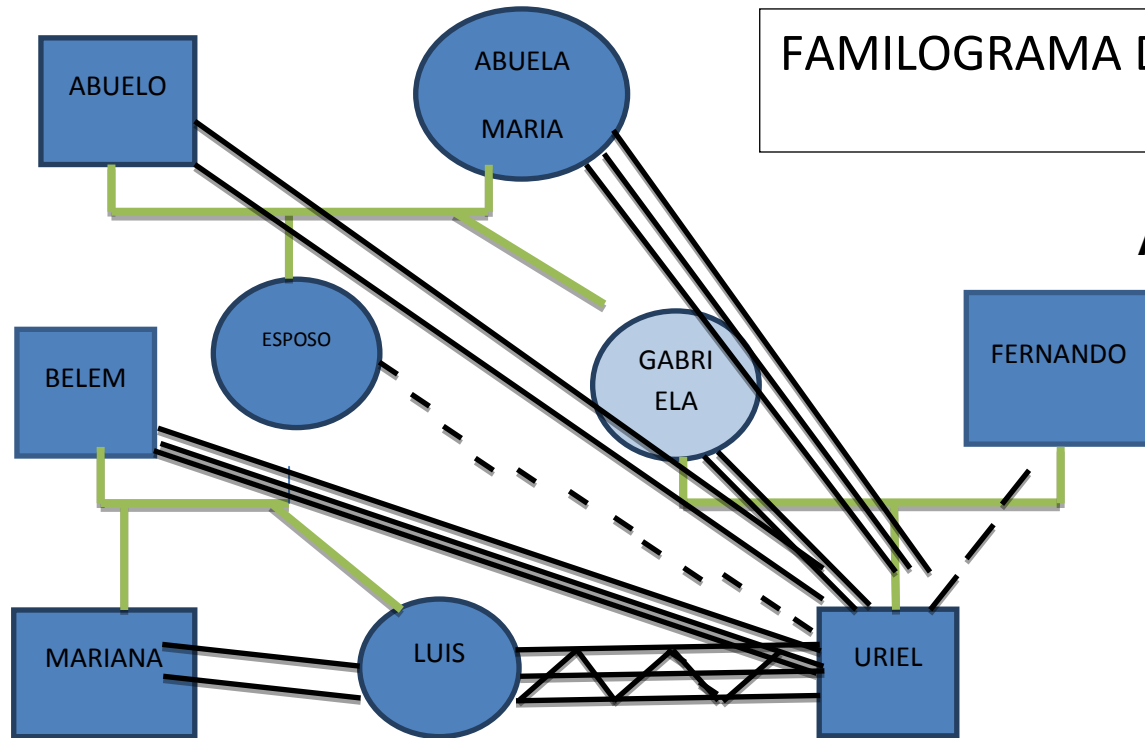 FAMILOGRAMA
ABUELO
ABUELA
MARIA
ESPOSO
GABRI
ELA
FERNANDO
BELEM
MARIANA
LUIS
URIEL